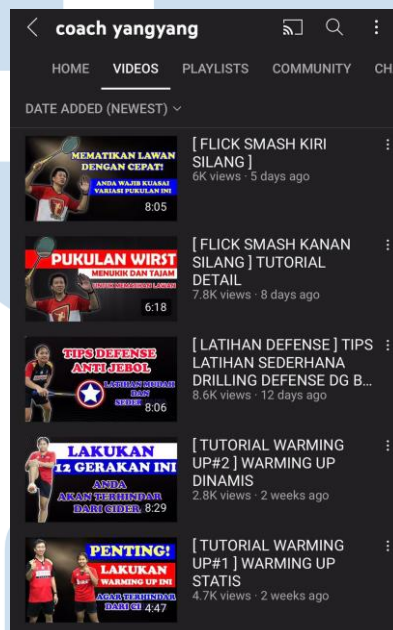 coach yangyang
HOME VIDEOS PLAYLISTS COMMUNITY CH
DATE ADDED (NEWEST)
MEMATIKAN LAWAN
DENGAN CEPAT!
ANDA WAJIB KUASAI
VARIASI PUKULAN INI
8:05
[ FLICK SMASH KIRI
SILANG ]
6K views · 5 days ago
PUKULAN WIRST
MENUKIK DAN TAJAM
UNTUK MEMATIKAN LAWAN
6:18
[ FLICK SMASH KANAN
SILANG ] TUTORIAL
DETAIL
7.8K views · 8 days ago
TIPS DEFENSE
ANTI JEBOL
LATIHAN MUDAH
DAN
SEDER
8:06
[ LATIHAN DEFENSE ] TIPS
LATIHAN SEDERHANA
DRILLING DEFENSE DG B...
8.6K views · 12 days ago
LAKUKAN
12 GERAKAN INI
ANDA
AKAN TERHINDAR
DARI CIDER
8:29
[ TUTORIAL WARMING
UP#2 ] WARMING UP
DINAMIS
2.8K views · 2 weeks ago
PENTING!
LAKUKAN
WARMING UP INI
AGAR TERHINDAR
DARI CE
4:47
[ TUTORIAL WARMING
UP#1 ] WARMING UP
STATIS
4.7K views · 2 weeks ago